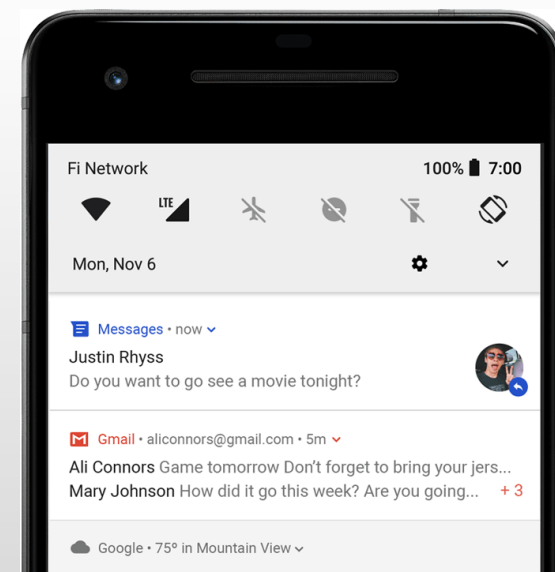 Fi Network 100% 7:00
LTE
Mon, Nov 6
Messages • now
Justin Rhyss
Do you want to go see a movie tonight?
Gmail • aliconnors@gmail.com • 5m
Ali Connors Game tomorrow Don’t forget to bring your jers...
Mary Johnson How did it go this week? Are you going... + 3
Google • 75º in Mountain View